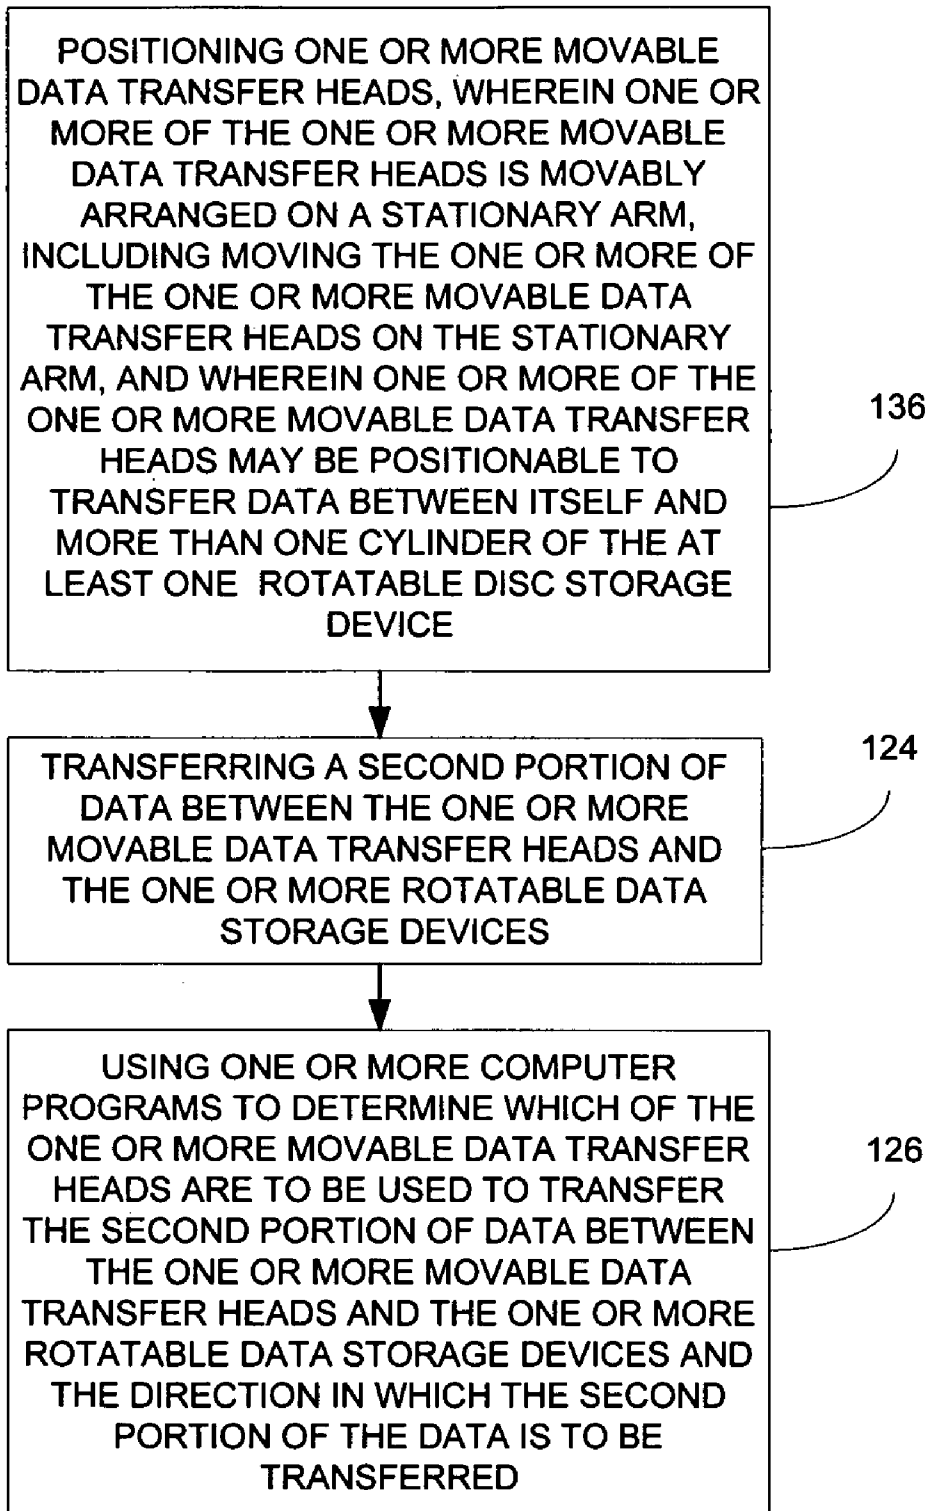 POSITIONING ONE OR MORE MOVABLE
DATA TRANSFER HEADS, WHEREIN ONE OR
MORE OF THE ONE OR MORE MOVABLE
DATA TRANSFER HEADS IS MOVABLY
ARRANGED ON A STATIONARY ARM,
INCLUDING MOVING THE ONE OR MORE OF
THE ONE OR MORE MOVABLE DATA
TRANSFER HEADS ON THE STATIONARY
ARM, AND WHEREIN ONE OR MORE OF THE
ONE OR MORE MOVABLE DATA TRANSFER
HEADS MAY BE POSITIONABLE TO
TRANSFER DATA BETWEEN ITSELF AND
MORE THAN ONE CYLINDER OF THE AT
LEAST ONE ROTATABLE DISC STORAGE
DEVICE
136
TRANSFERRING A SECOND PORTION OF
DATA BETWEEN THE ONE OR MORE
MOVABLE DATA TRANSFER HEADS AND
THE ONE OR MORE ROTATABLE DATA
STORAGE DEVICES
124
USING ONE OR MORE COMPUTER
PROGRAMS TO DETERMINE WHICH OF THE
ONE OR MORE MOVABLE DATA TRANSFER
HEADS ARE TO BE USED TO TRANSFER
THE SECOND PORTION OF DATA BETWEEN
THE ONE OR MORE MOVABLE DATA
TRANSFER HEADS AND THE ONE OR MORE
ROTATABLE DATA STORAGE DEVICES AND
THE DIRECTION IN WHICH THE SECOND
PORTION OF THE DATA IS TO BE
TRANSFERRED
126